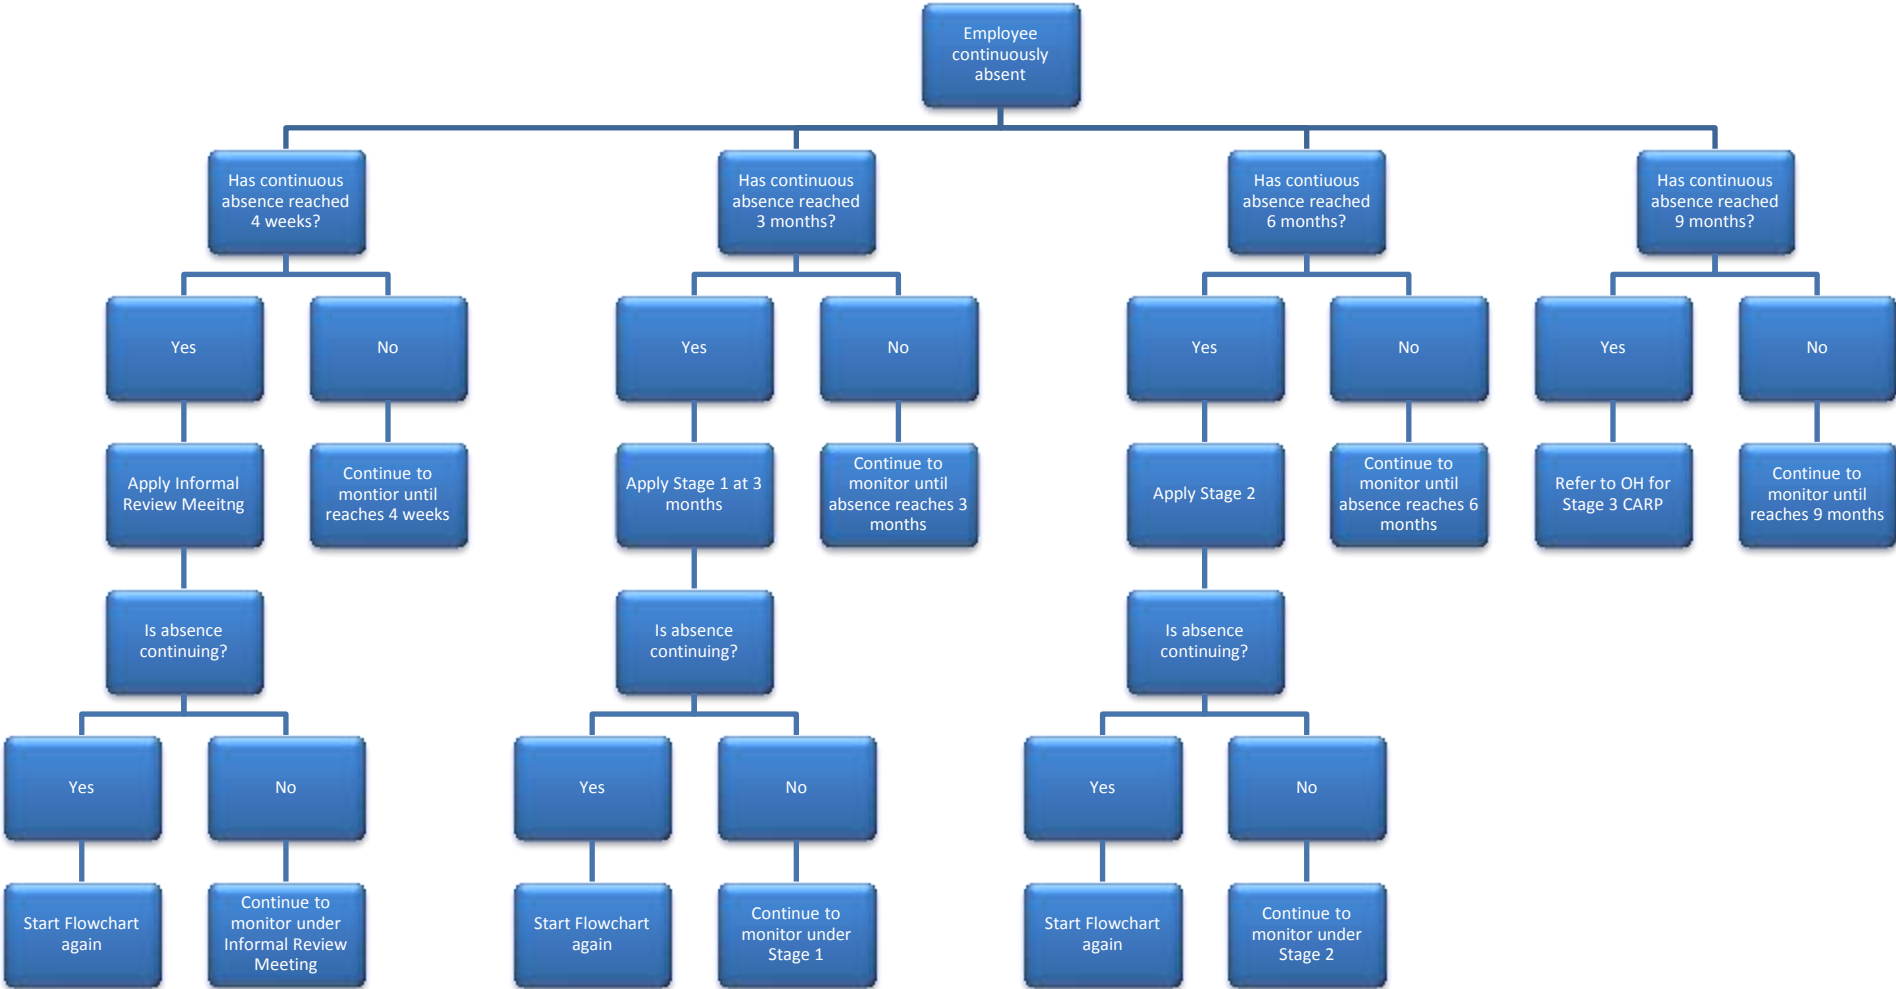 Employee
continuously
absent
Has continuous
absence reached
4 weeks?
Has continuous
absence reached
3 months?
Has contiuous
absence reached
6 months?
Has continuous
absence reached
9 months?
Yes
No
Yes
No
Yes
No
Yes
No
Apply Informal
Review Meeitng
Continue to
montior until
reaches 4 weeks
Apply Stage 1 at 3
months
Continue to
monitor until
absence reaches 3
months
Apply Stage 2
Continue to
monitor until
absence reaches 6
months
Refer to OH for
Stage 3 CARP
Continue to
monitor until
reaches 9 months
Is absence
continuing?
Is absence
continuing?
Is absence
continuing?
Yes
No
Yes
No
Yes
No
Start Flowchart
again
Continue to
monitor under
Informal Review
Meeting
Start Flowchart
again
Continue to
monitor under
Stage 1
Start Flowchart
again
Continue to
monitor under
Stage 2